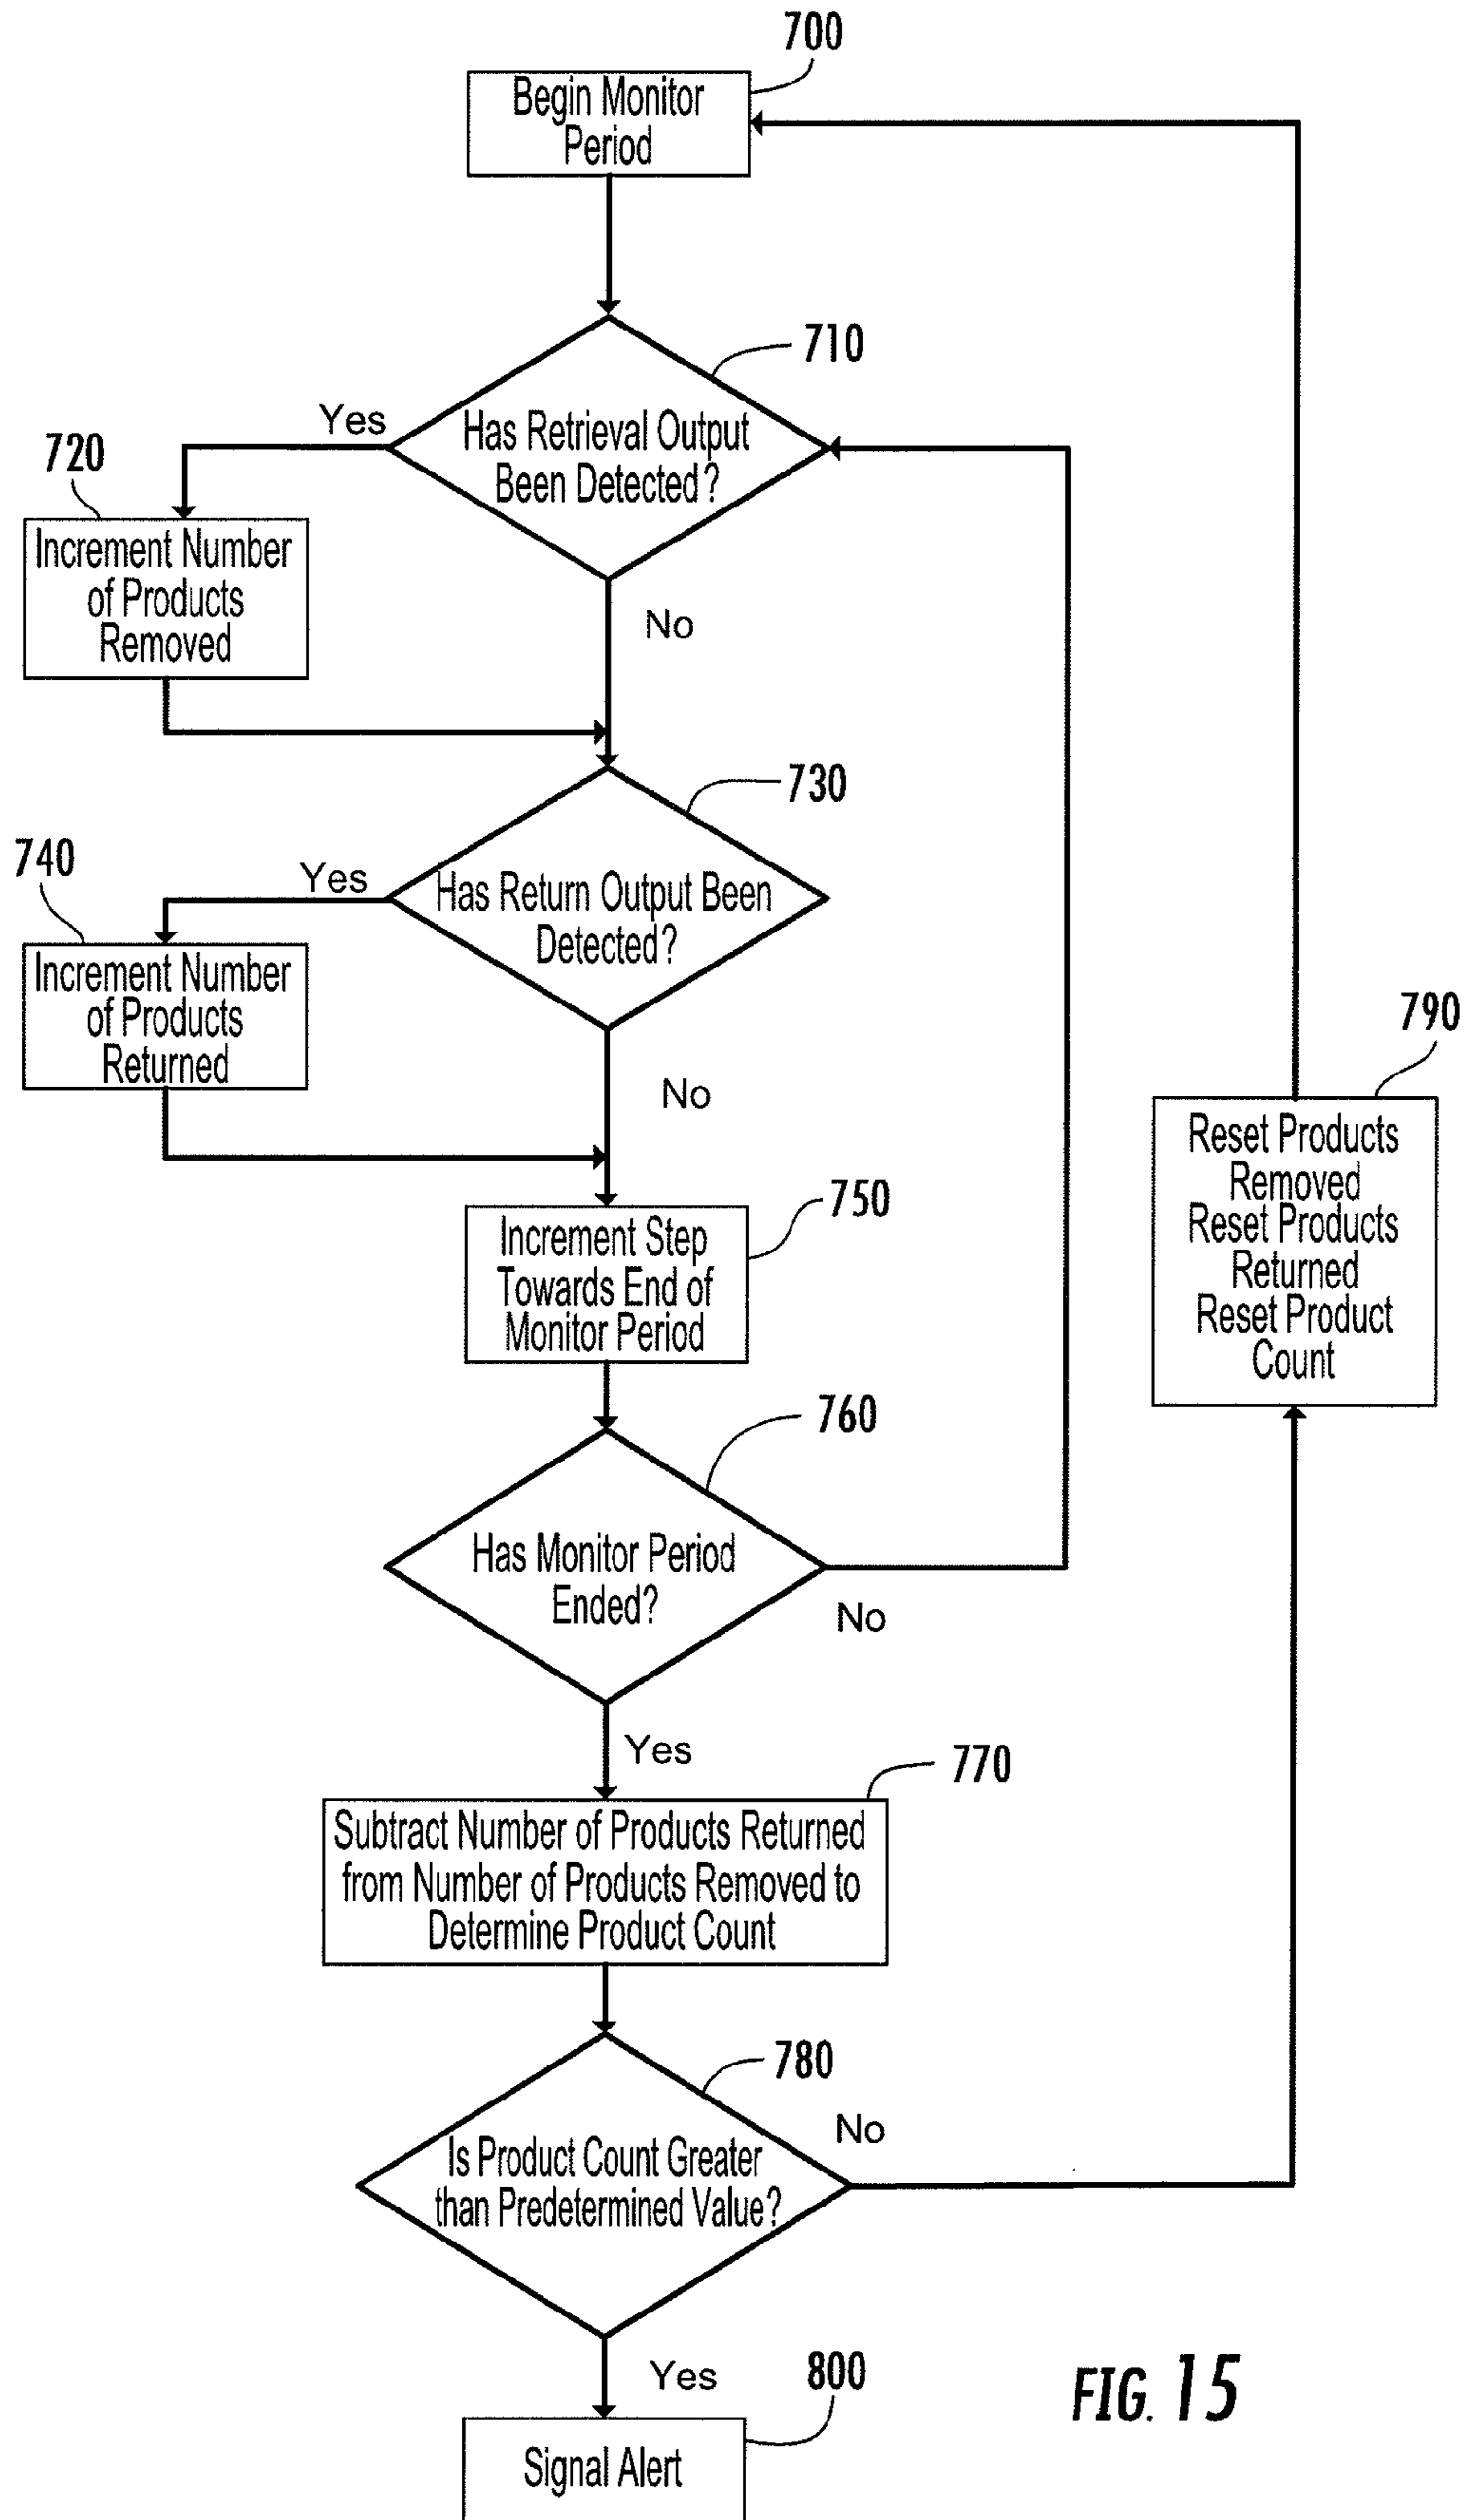 700
Begin Monitor
Period
710
Has Retrieval Output
Been Detected?
Yes
No
720
Increment Number
of Products
Removed
730
Has Return Output Been
Detected?
Yes
No
740
Increment Number
of Products
Returned
750
Increment Step
Towards End of
Monitor Period
760
Has Monitor Period
Ended?
No
Yes
770
Subtract Number of Products Returned
from Number of Products Removed to
Determine Product Count
780
Is Product Count Greater
than Predetermined Value?
No
Yes
790
Reset Products
Removed
Reset Products
Returned
Reset Product
Count
800
Signal Alert
FIG. 15